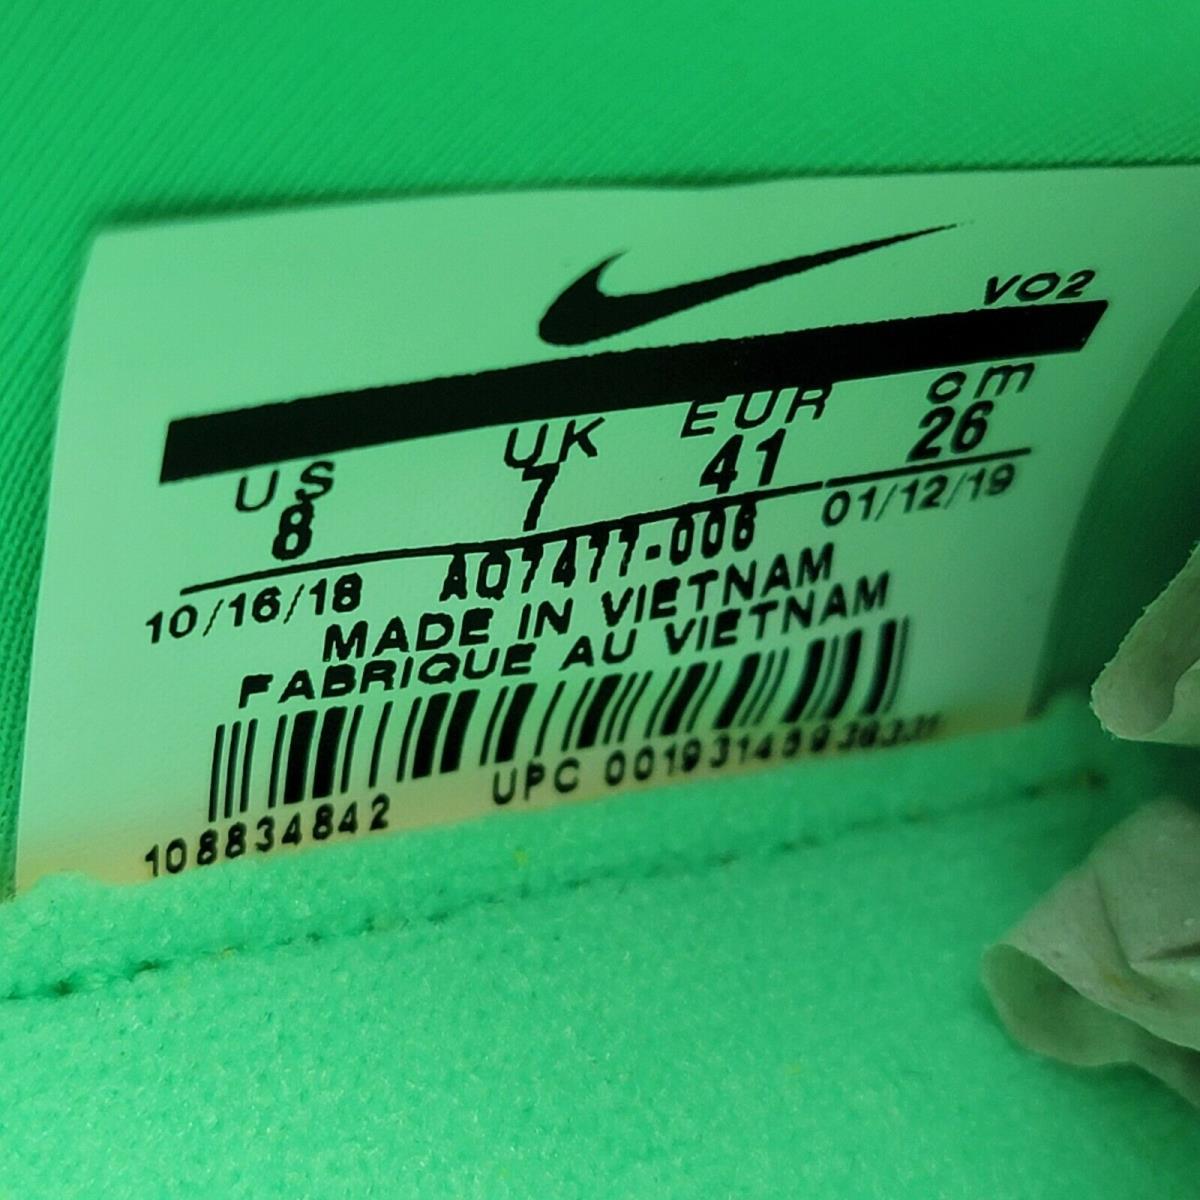 VO2
US UK EUR cm
8 7 41 26
10/16/18 AQ7477-006 01/12/19
MADE IN VIETNAM
FABRIQUE AU VIETNAM
108834842 UPC